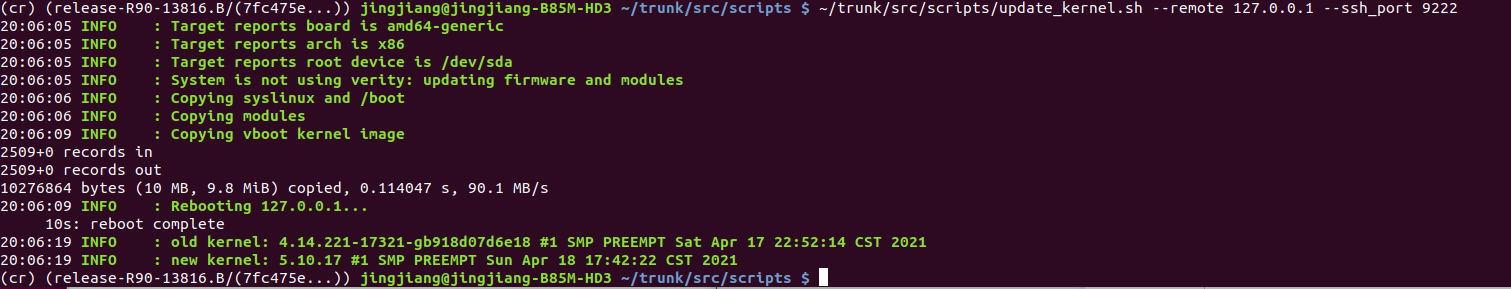 (cr) (release-R90-13816.B/(7fc475e...)) jingjiang@jingjiang-B85M-HD3 ~/trunk/src/scripts $ ~/trunk/src/scripts/update_kernel.sh --remote 127.0.0.1 --ssh_port 9222
20:06:05 INFO    : Target reports board is amd64-generic
20:06:05 INFO    : Target reports arch is x86
20:06:05 INFO    : Target reports root device is /dev/sda
20:06:05 INFO    : System is not using verity: updating firmware and modules
20:06:06 INFO    : Copying syslinux and /boot
20:06:06 INFO    : Copying modules
20:06:09 INFO    : Copying vboot kernel image
2509+0 records in
2509+0 records out
10276864 bytes (10 MB, 9.8 MiB) copied, 0.114047 s, 90.1 MB/s
20:06:09 INFO    : Rebooting 127.0.0.1...
     10s: reboot complete
20:06:19 INFO    : old kernel: 4.14.221-17321-gb918d07d6e18 #1 SMP PREEMPT Sat Apr 17 22:52:14 CST 2021
20:06:19 INFO    : new kernel: 5.10.17 #1 SMP PREEMPT Sun Apr 18 17:42:22 CST 2021
(cr) (release-R90-13816.B/(7fc475e...)) jingjiang@jingjiang-B85M-HD3 ~/trunk/src/scripts $